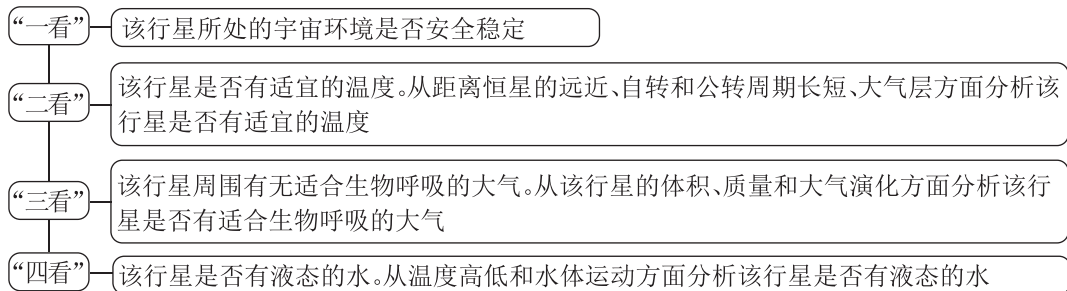 “一看” 该行星所处的宇宙环境是否安全稳定
“二看” 该行星是否有适宜的温度。从距离恒星的远近、自转和公转周期长短、大气层方面分析该
行星是否有适宜的温度
“三看” 该行星周围有无适合生物呼吸的大气。从该行星的体积、质量和大气演化方面分析该行
星是否有适合生物呼吸的大气
“四看” 该行星是否有液态的水。从温度高低和水体运动方面分析该行星是否有液态的水